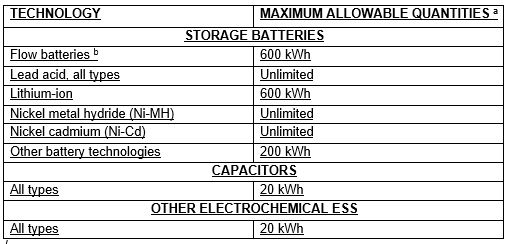 TECHNOLOGY MAXIMUM ALLOWABLE QUANTITIES a
STORAGE BATTERIES
Flow batteries b 600 kWh
Lead acid, all types Unlimited
Lithium-ion 600 kWh
Nickel metal hydride (Ni-MH) Unlimited
Nickel cadmium (Ni-Cd) Unlimited
Other battery technologies 200 kWh
CAPACITORS
All types 20 kWh
OTHER ELECTROCHEMICAL ESS
All types 20 kWh